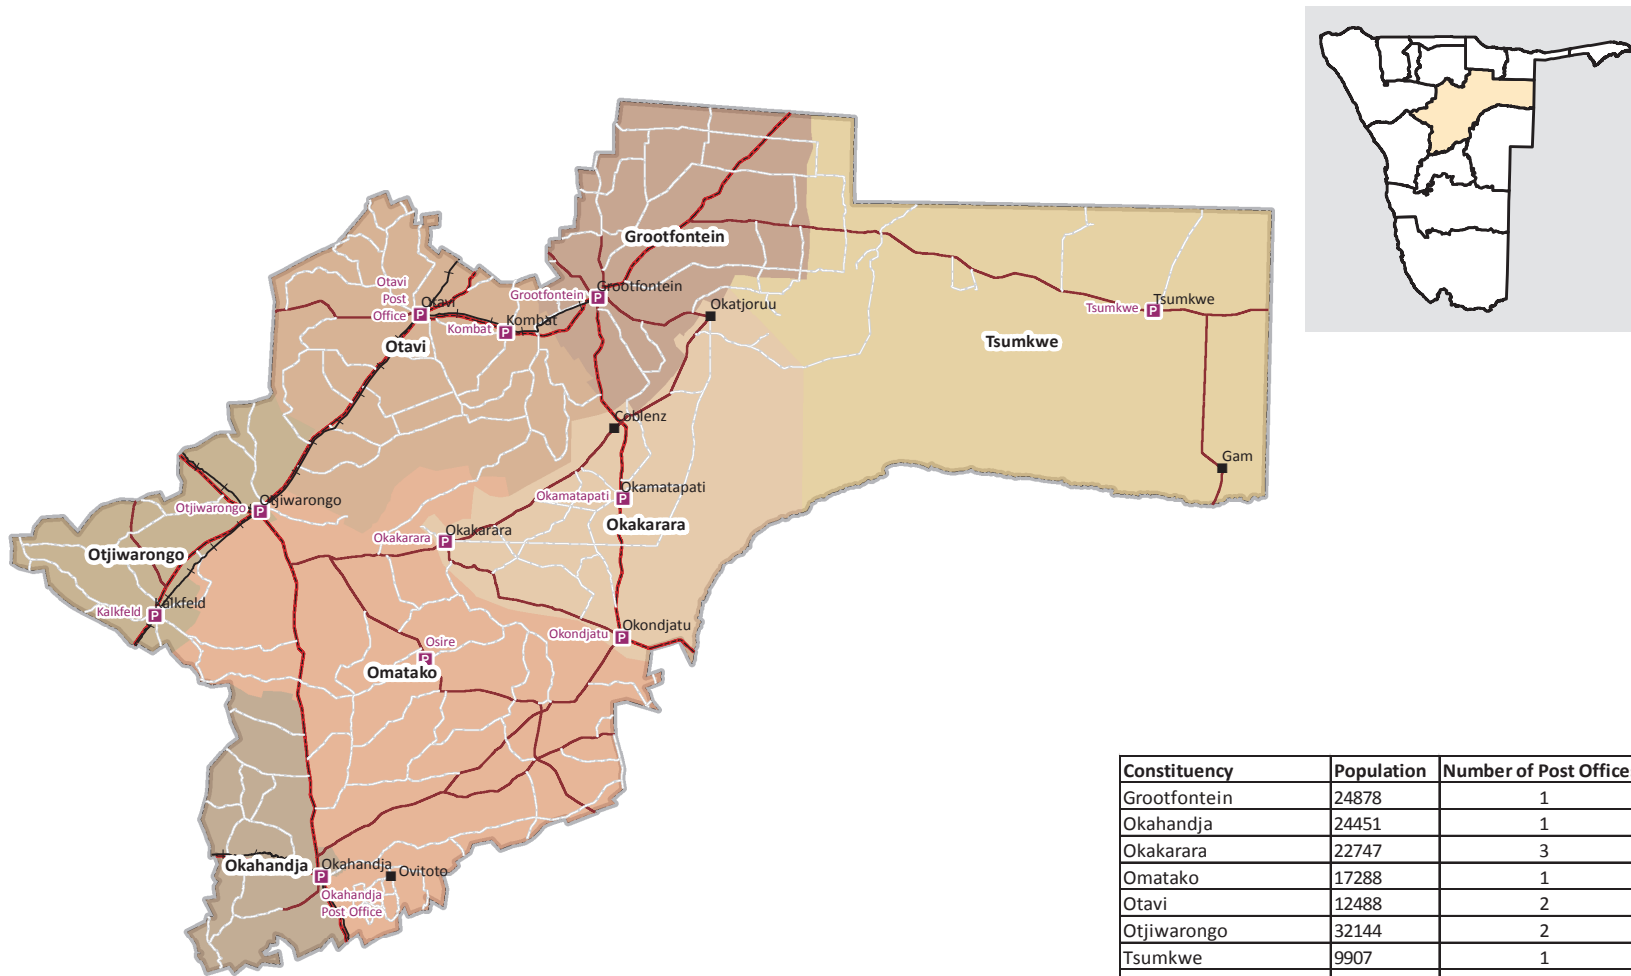 Grootfontein
Otavi
Post
Office
Otavi
Grootfontein
Grootfontein
P
P
Okatjoruu
Tsumkwe
Tsumkwe
P
Kombat
Kombat
P
Otavi
Tsumkwe
Coblenz
Gam
Okamatapati
Okamatapati
P
Otjiwarongo
Otjiwarongo
P
Okakarara
Okakarara
Okakarara
P
Otjiwarongo
Kalkfeld
Kalkfeld
P
Okondjatu
Okondjatu
P
Osire
P
Omatako
Okahandja
Okahandja
P
Ovitoto
Okahandja
Post Office
Constituency Population Number of Post Office
Grootfontein 24878 1
Okahandja 24451 1
Okakarara 22747 3
Omatako 17288 1
Otavi 12488 2
Otjiwarongo 32144 2
Tsumkwe 9907 1